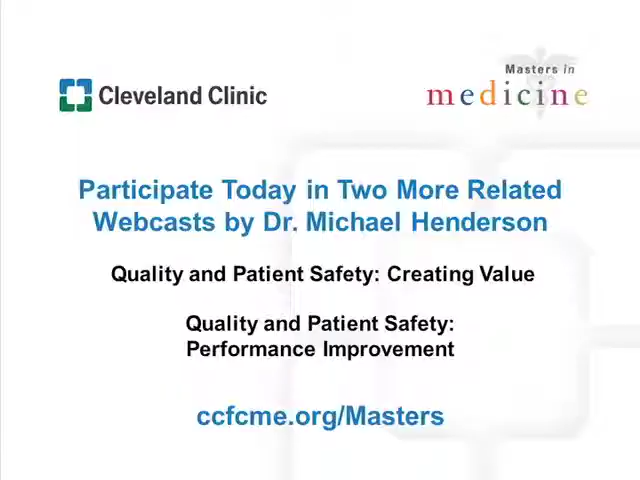 Cleveland Clinic
Masters in
medicine
Participate Today in Two More Related
Webcasts by Dr. Michael Henderson
Quality and Patient Safety: Creating Value
Quality and Patient Safety:
Performance Improvement
ccfcme.org/Masters